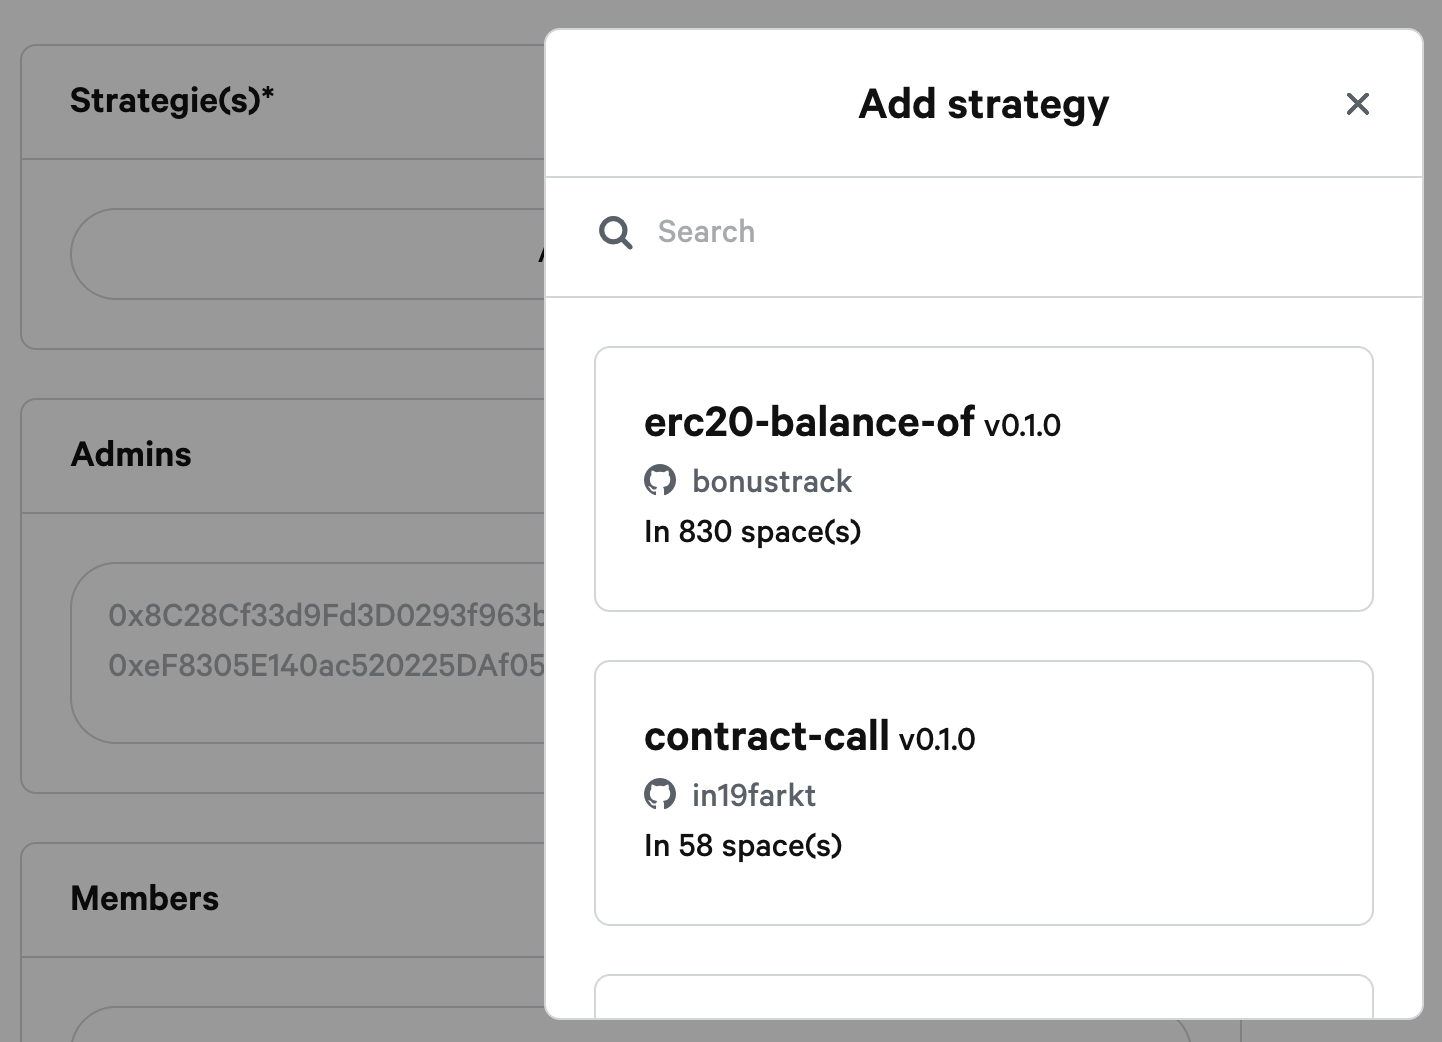 Strategie(s)*
Admins
0x8C28Cf33d9Fd3D0293f963b
0xeF8305E140ac520225DAf05
Members
Add strategy
Search
erc20-balance-of v0.1.0
bonustrack
In 830 space(s)
contract-call v0.1.0
in19farkt
In 58 space(s)